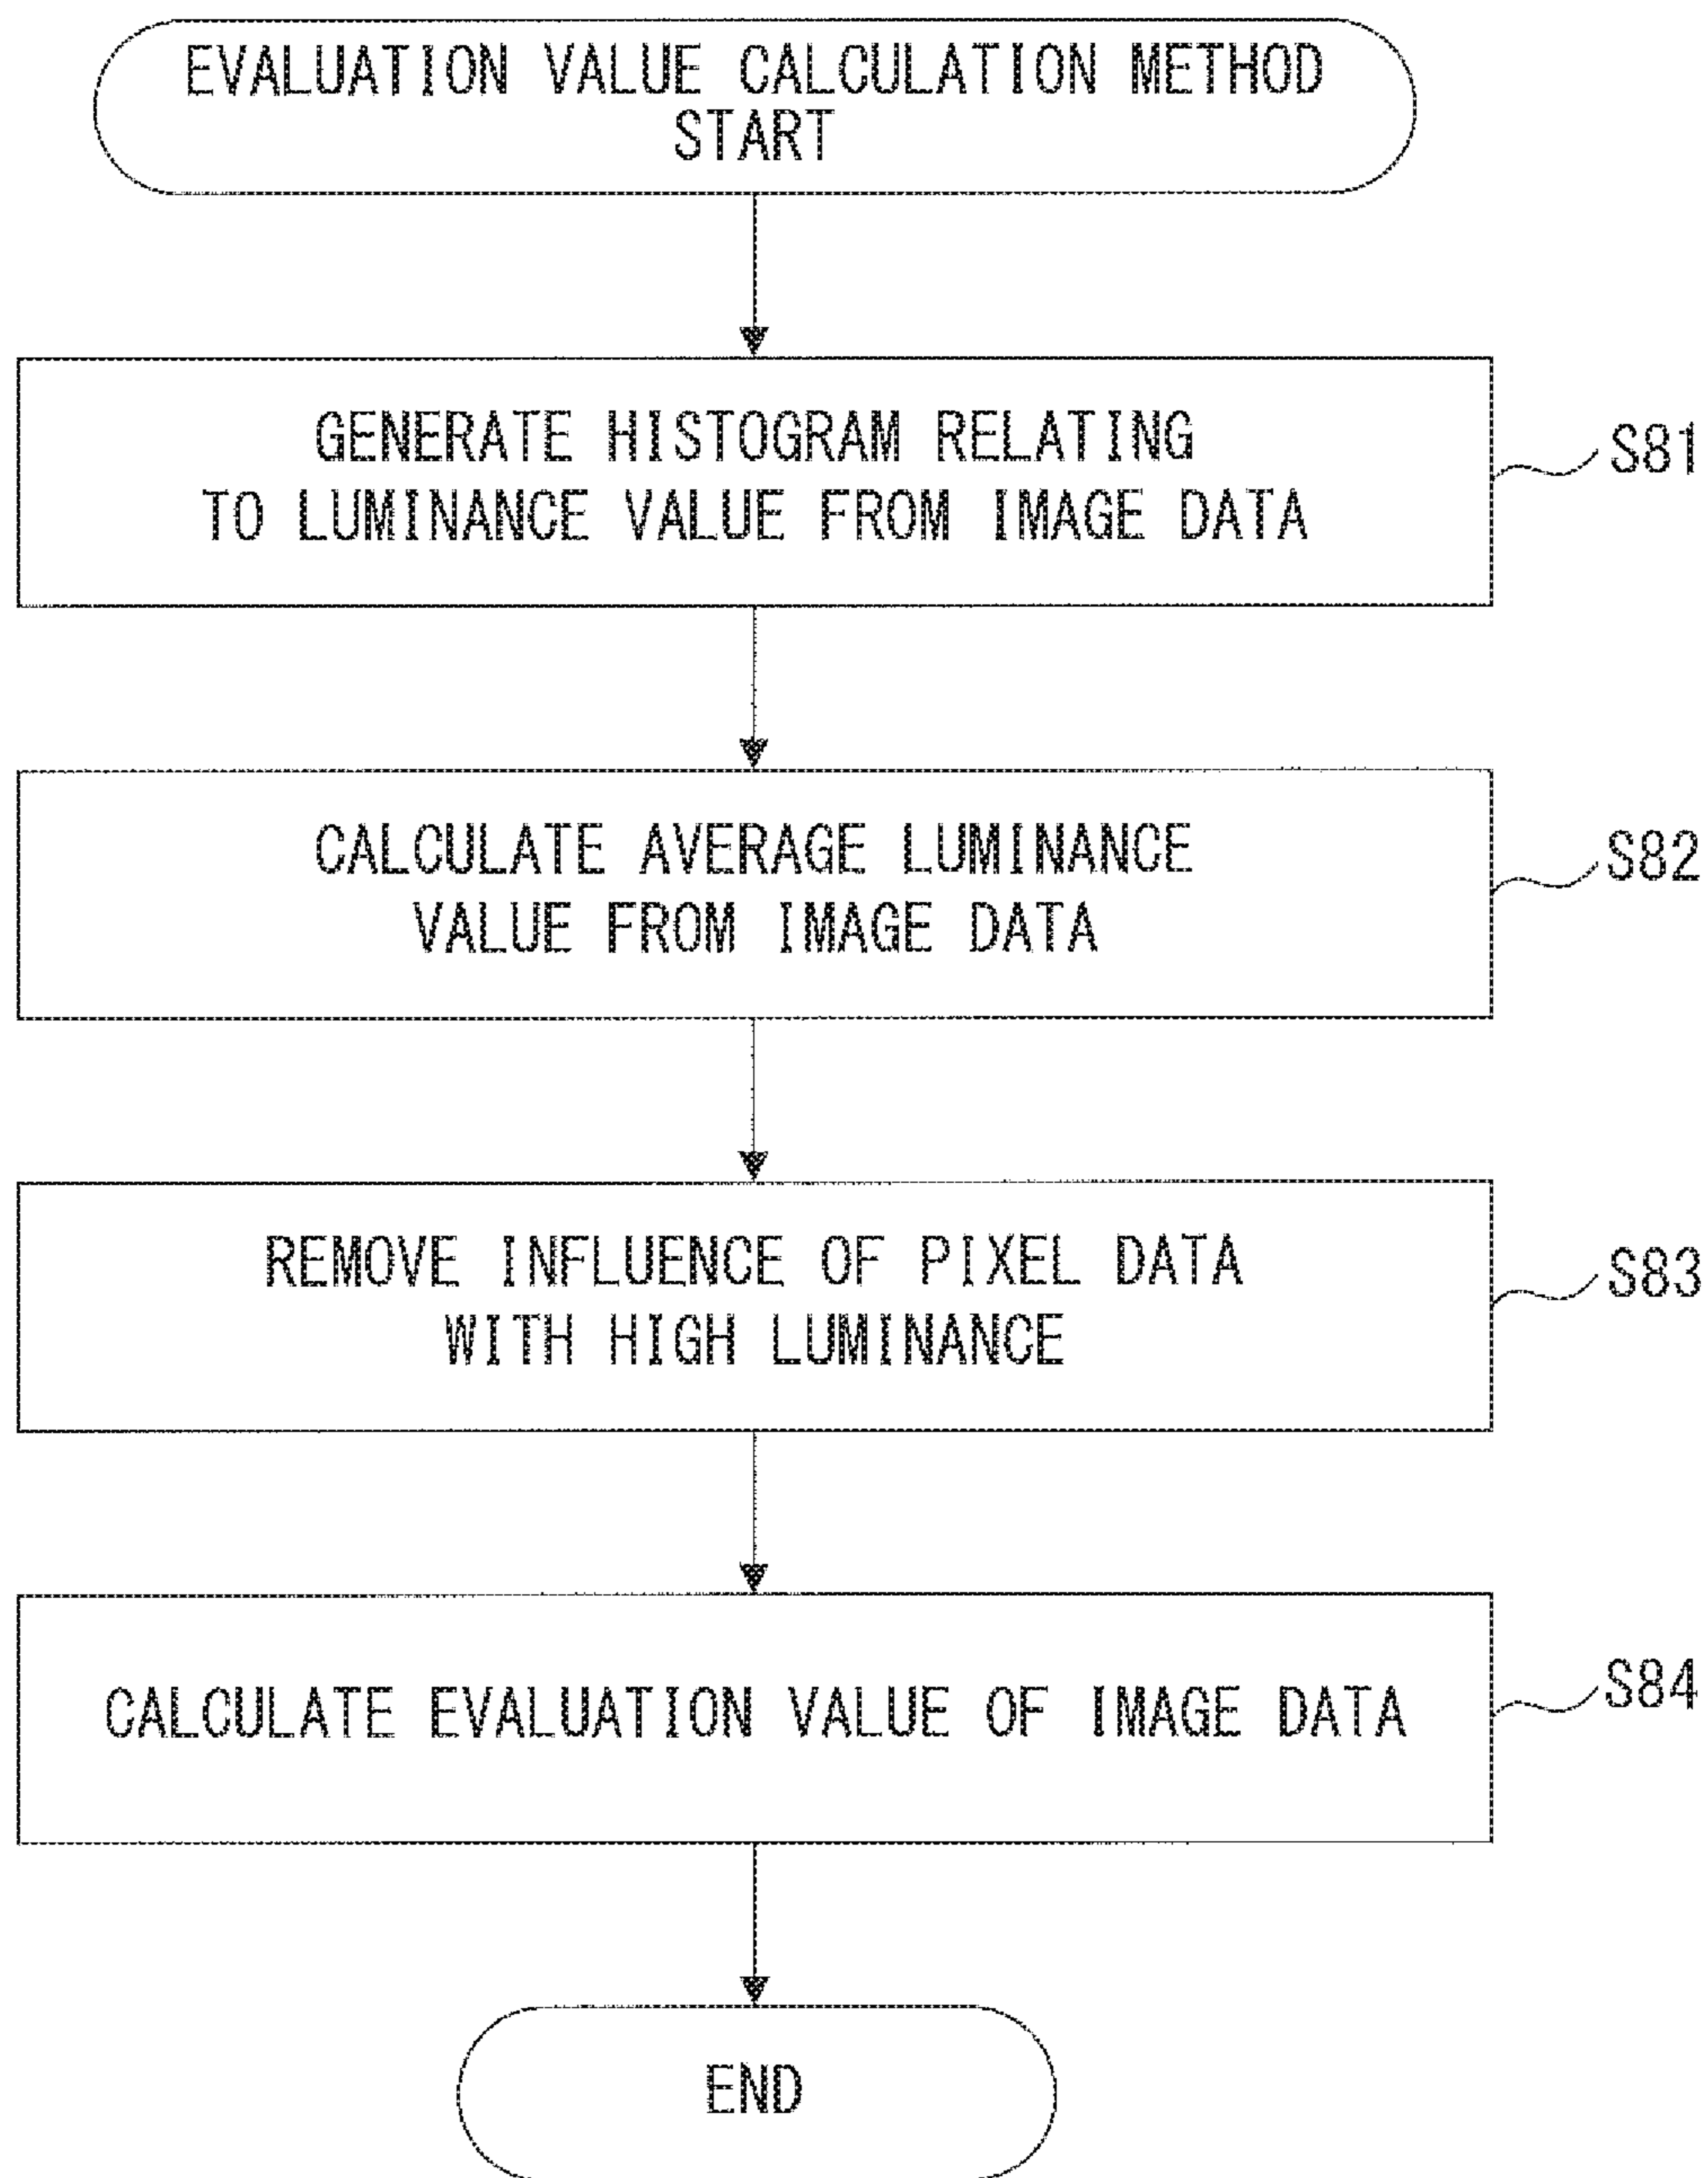 EVALUATION VALUE CALCULATION METHOD
START
GENERATE HISTOGRAM RELATING
TO LUMINANCE VALUE FROM IMAGE DATA
S81
CALCULATE AVERAGE LUMINANCE
VALUE FROM IMAGE DATA
S82
REMOVE INFLUENCE OF PIXEL DATA
WITH HIGH LUMINANCE
S83
CALCULATE EVALUATION VALUE OF IMAGE DATA
S84
END